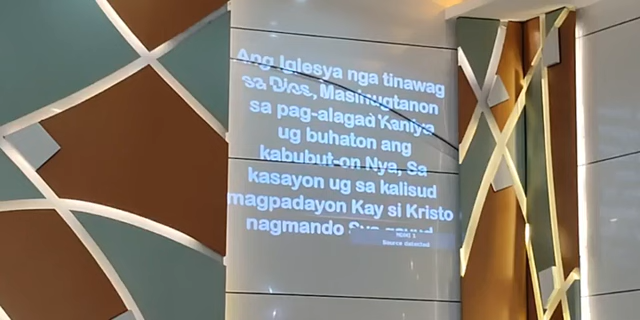 Ang Iglesya nga tinawag
sa Dios, Masinugtanon
sa pag-alagad Kaniya
ug buhaton ang
kabubut-on Nya, Sa
kasayon ug sa kalisud
magpadayon Kay si Kristo
nagmando
HDMI 1
Source detected